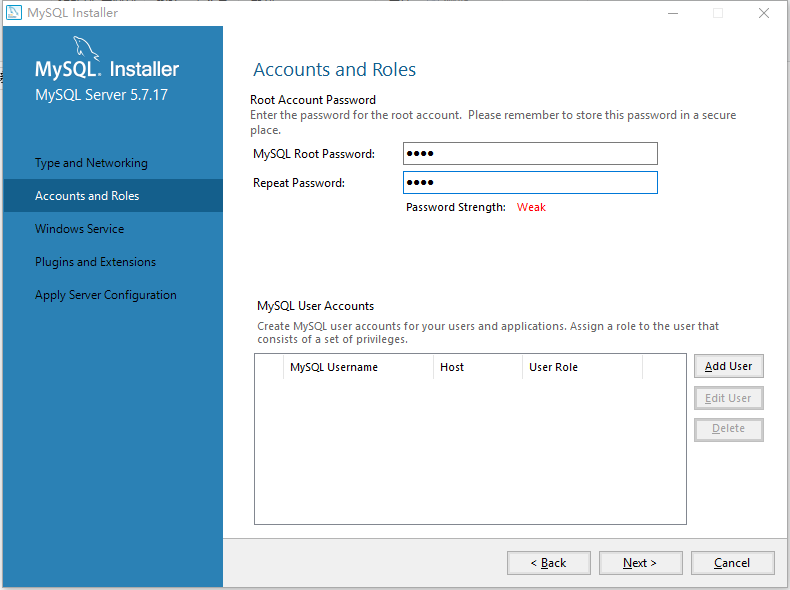 MySQL Installer
MySQL. Installer
MySQL Server 5.7.17
Type and Networking
Accounts and Roles
Windows Service
Plugins and Extensions
Apply Server Configuration
Accounts and Roles
Root Account Password
Enter the password for the root account.  Please remember to store this password in a secure
place.
MySQL Root Password: ●●●●
Repeat Password: ●●●●
Password Strength: Weak
MySQL User Accounts
Create MySQL user accounts for your users and applications. Assign a role to the user that
consists of a set of privileges.
MySQL Username Host User Role
Add User
Edit User
Delete
< Back Next > Cancel